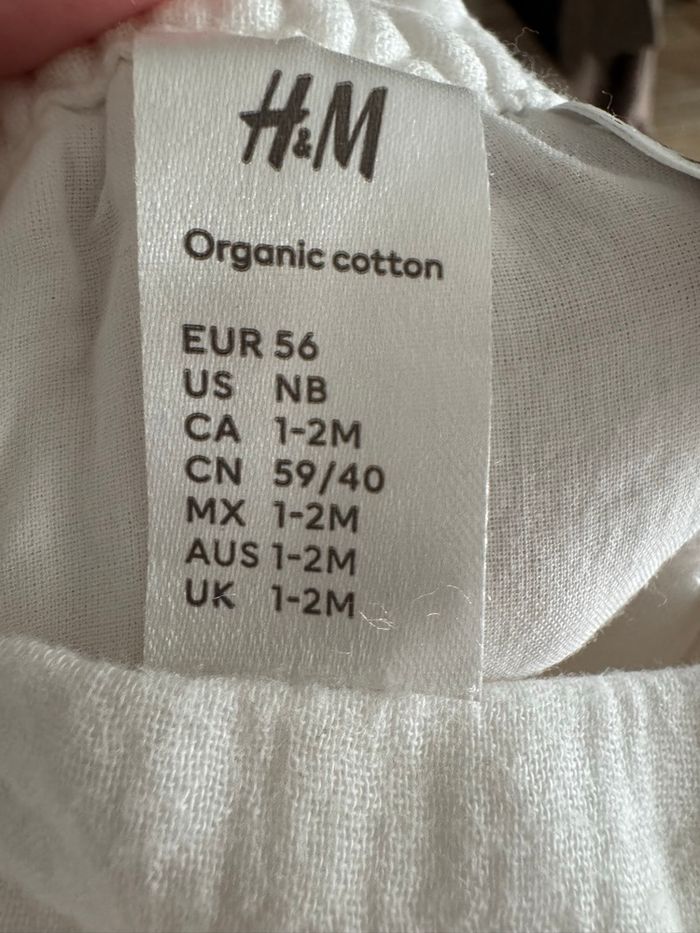 H&M
Organic cotton
EUR 56
US NB
CA 1-2M
CN 59/40
MX 1-2M
AUS 1-2M
UK 1-2M